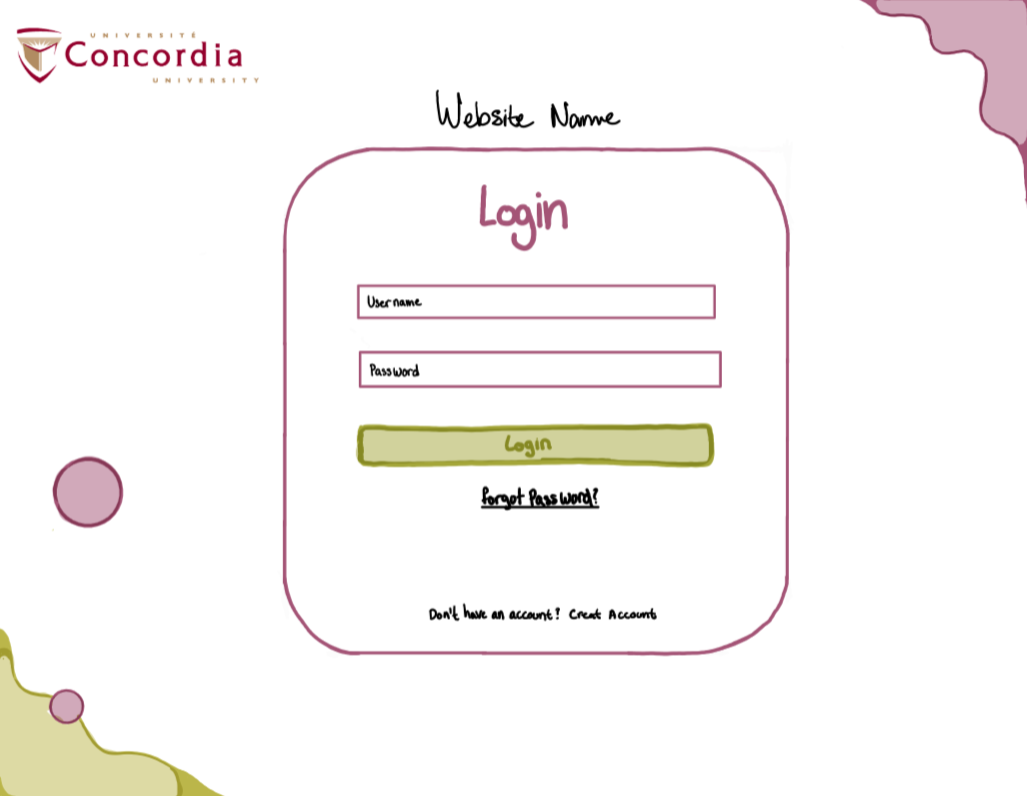 UNIVERSITÉ
Concordia
UNIVERSITY
Website Name
Login
Username
Password
Login
Forgot Password?
Don't have an account? Creat Account